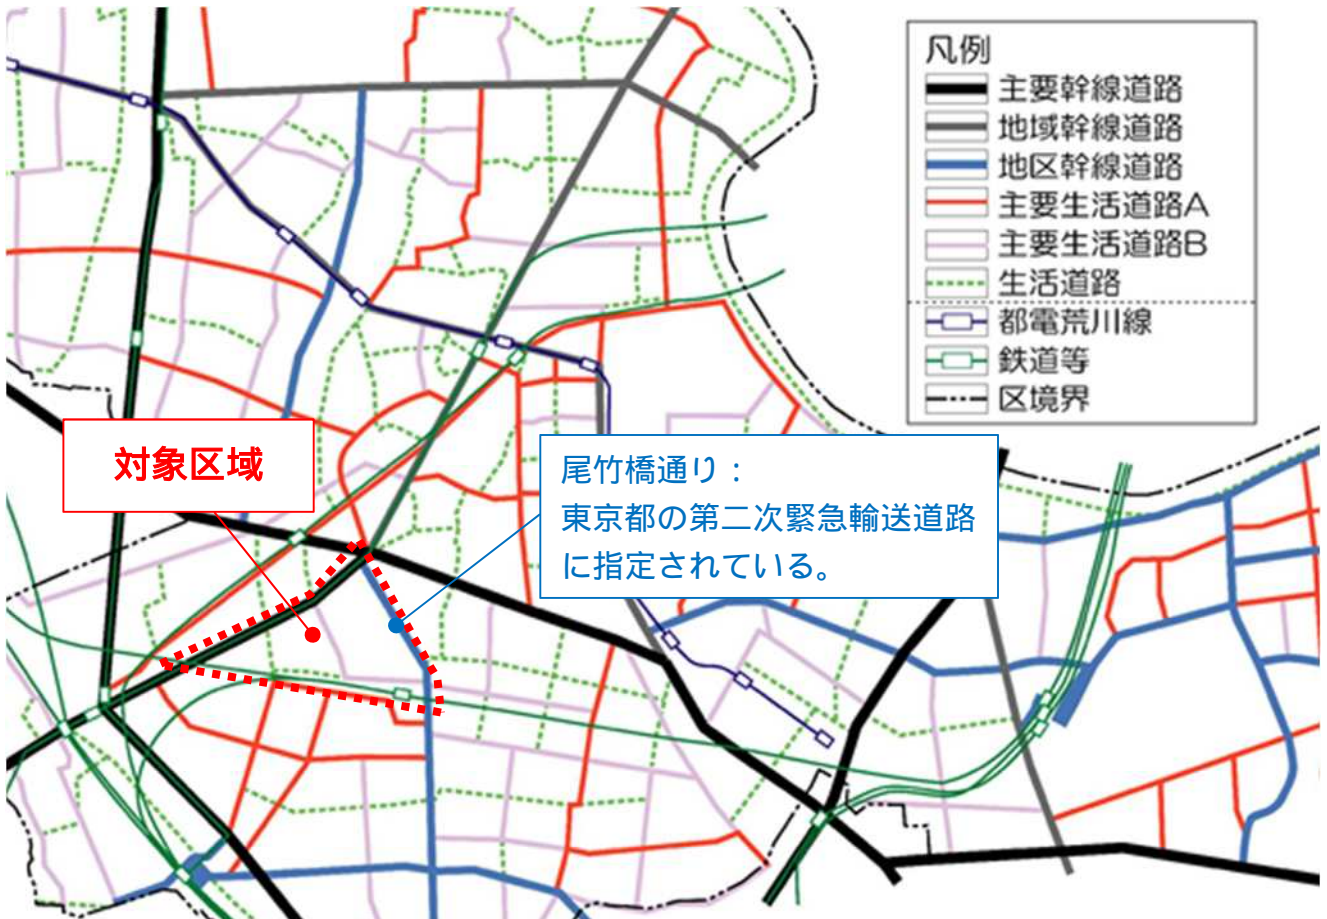 凡例
主要幹線道路
地域幹線道路
地区幹線道路
主要生活道路A
主要生活道路B
生活道路
都電荒川線
鉄道等
区境界
対象区域
尾竹橋通り：
東京都の第二次緊急輸送道路
に指定されている。